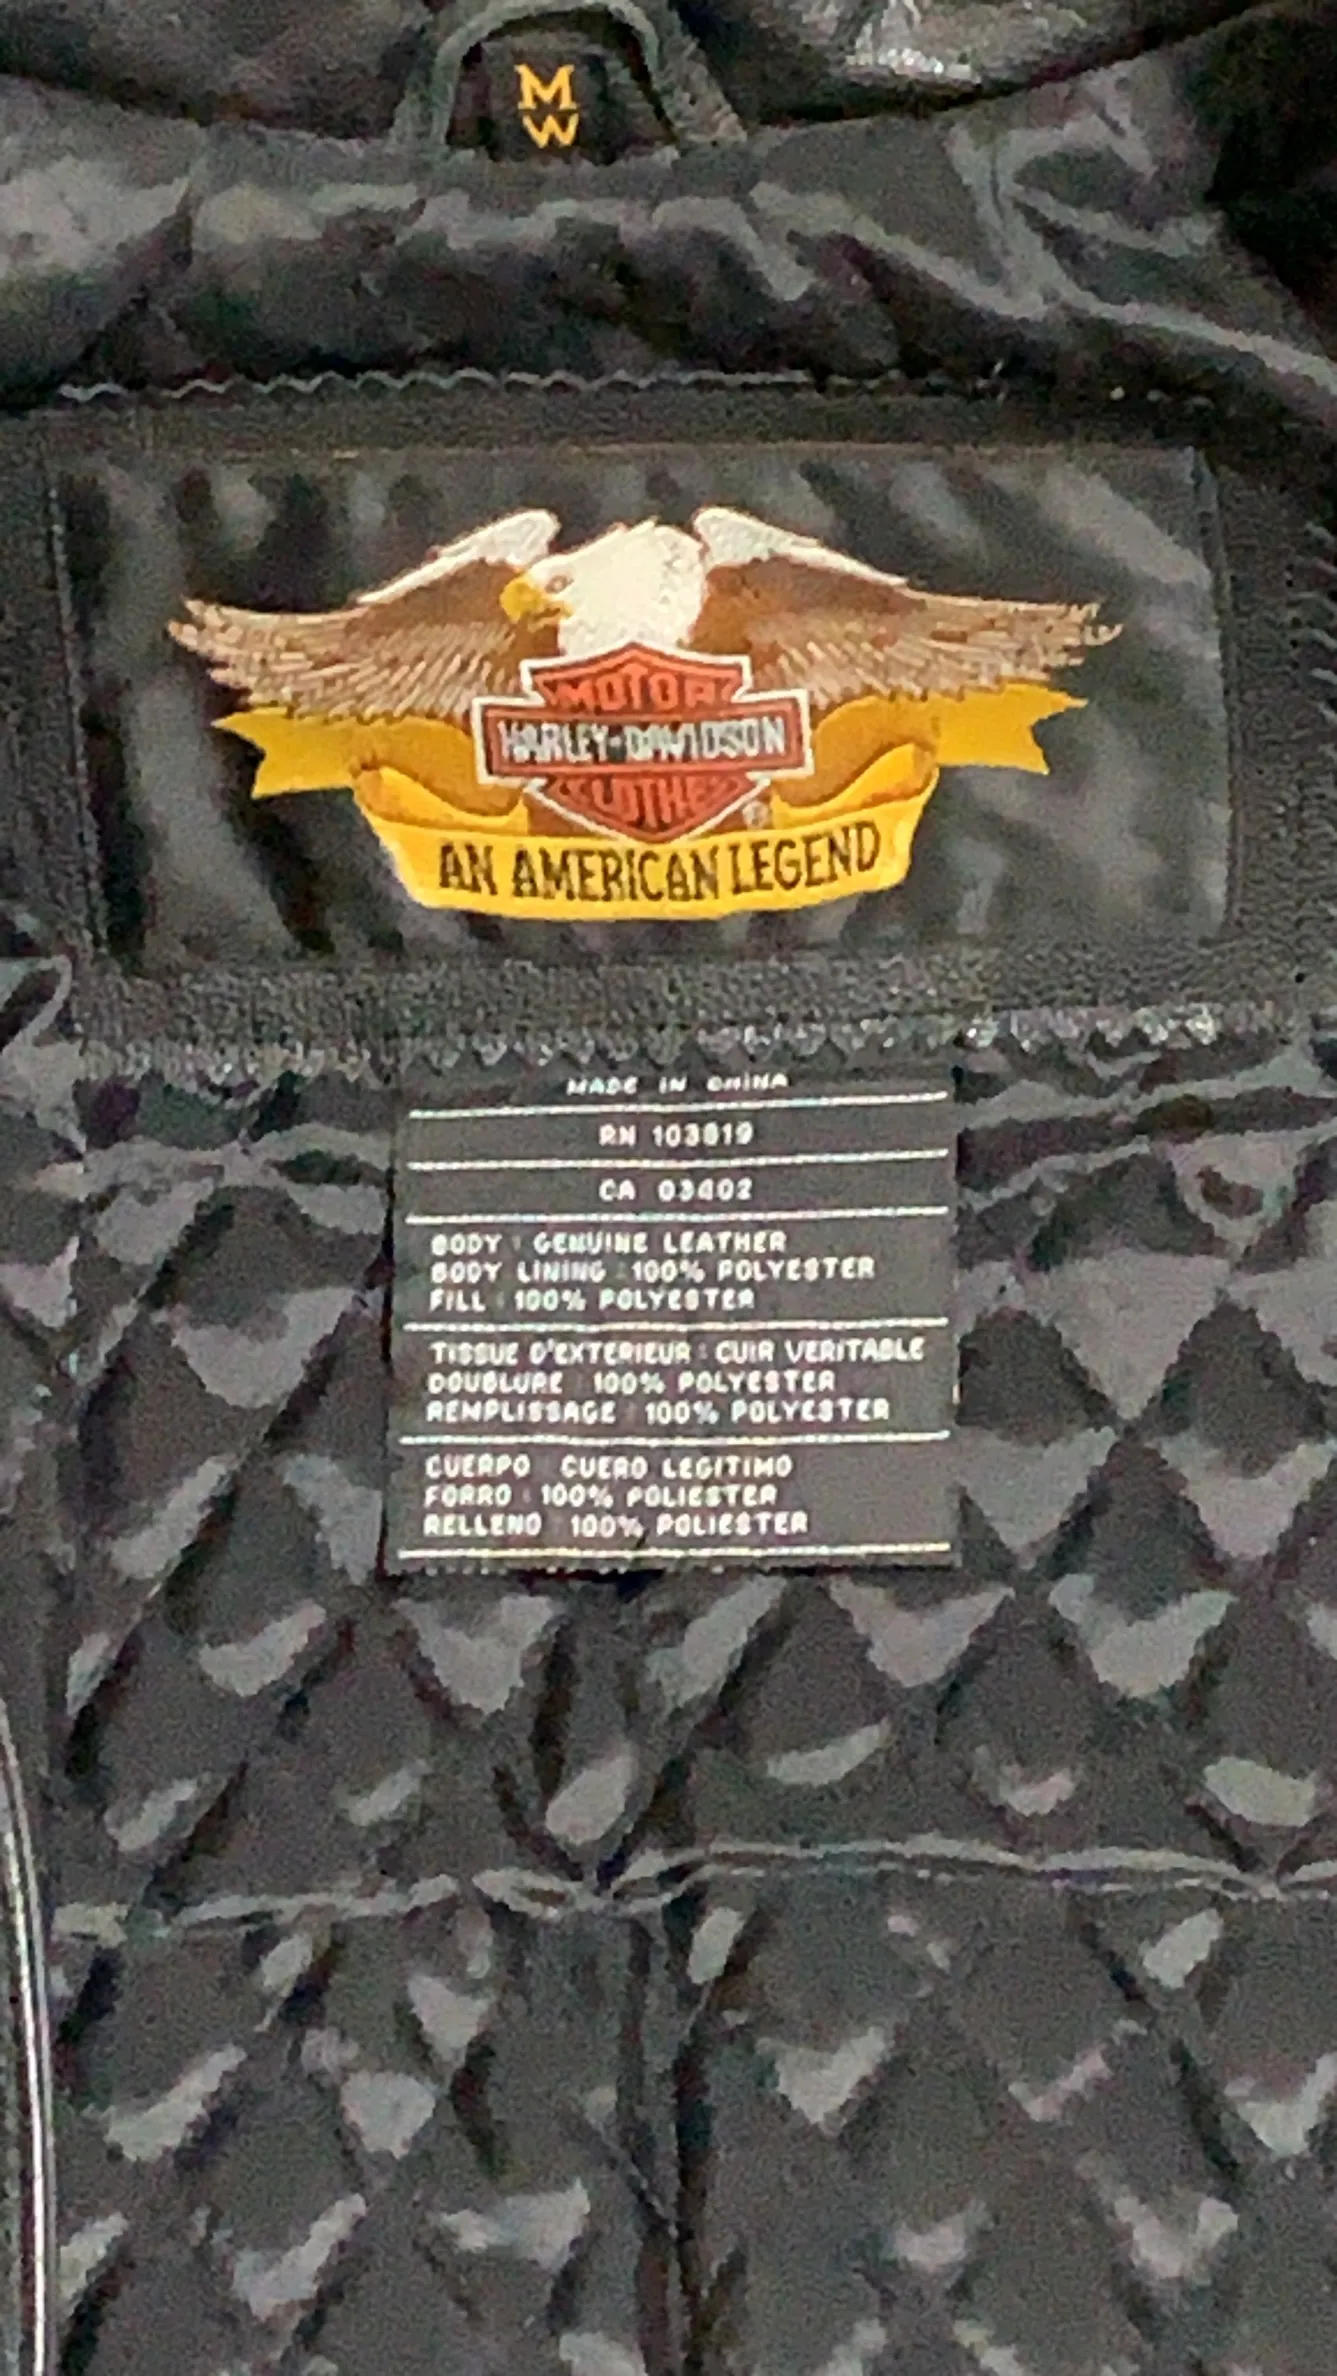 M
W
MOTOR
HARLEY-DAVIDSON
CLOTHES
®
AN AMERICAN LEGEND
MADE IN CHINA
RN 103819
CA 03402
BODY : GENUINE LEATHER
BODY LINING : 100% POLYESTER
FILL : 100% POLYESTER
TISSUE D'EXTERIEUR : CUIR VERITABLE
DOUBLURE : 100% POLYESTER
REMPLISSAGE : 100% POLYESTER
CUERPO : CUERO LEGITIMO
FORRO : 100% POLIESTER
RELLENO : 100% POLIESTER